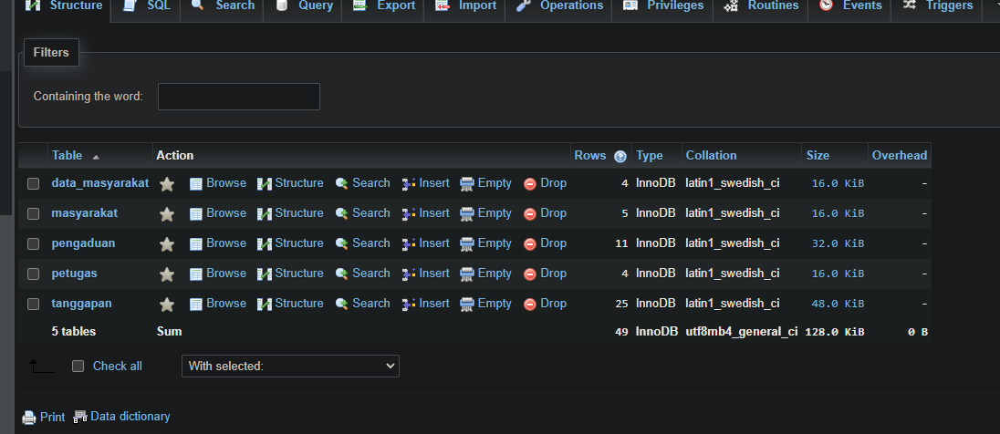 Structure SQL Search Query Export Import Operations Privileges Routines Events Triggers
Filters
Containing the word:
Table Action Rows Type Collation Size Overhead
data_masyarakat Browse Structure Search Insert Empty Drop 4 InnoDB latin1_swedish_ci 16.0 KiB -
masyarakat Browse Structure Search Insert Empty Drop 5 InnoDB latin1_swedish_ci 16.0 KiB -
pengaduan Browse Structure Search Insert Empty Drop 11 InnoDB latin1_swedish_ci 32.0 KiB -
petugas Browse Structure Search Insert Empty Drop 4 InnoDB latin1_swedish_ci 16.0 KiB -
tanggapan Browse Structure Search Insert Empty Drop 25 InnoDB latin1_swedish_ci 48.0 KiB -
5 tables Sum 49 InnoDB utf8mb4_general_ci 128.0 KiB 0 B
Check all With selected:
Print Data dictionary